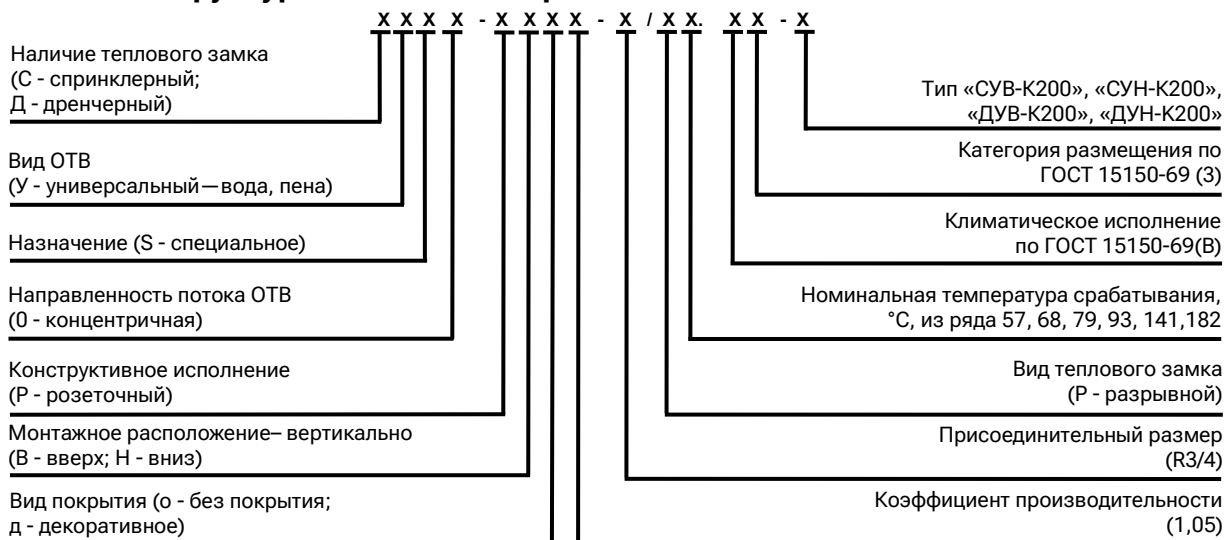 Х Х Х Х - Х Х Х Х - Х / Х Х. Х Х - Х
Наличие теплового замка
(С - спринклерный;
Д - дренчерный)
Вид ОТВ
(У - универсальный—вода, пена)
Назначение (S - специальное)
Направленность потока ОТВ
(0 - концентричная)
Конструктивное исполнение
(Р - розеточный)
Монтажное расположение– вертикально
(В - вверх; Н - вниз)
Вид покрытия (о - без покрытия;
д - декоративное)
Тип «СУВ-К200», «СУН-К200»,
«ДУВ-К200», «ДУН-К200»
Категория размещения по
ГОСТ 15150-69 (3)
Климатическое исполнение
по ГОСТ 15150-69(В)
Номинальная температура срабатывания,
°С, из ряда 57, 68, 79, 93, 141,182
Вид теплового замка
(Р - разрывной)
Присоединительный размер
(R3/4)
Коэффициент производительности
(1,05)